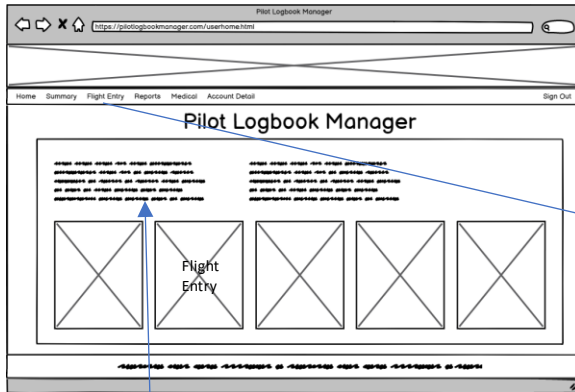 Pilot Logbook Manager
https://pilotlogbookmanager.com/userhome.html
Home Summary Flight Entry Reports Medical Account Detail Sign Out
Pilot Logbook Manager
Flight
Entry